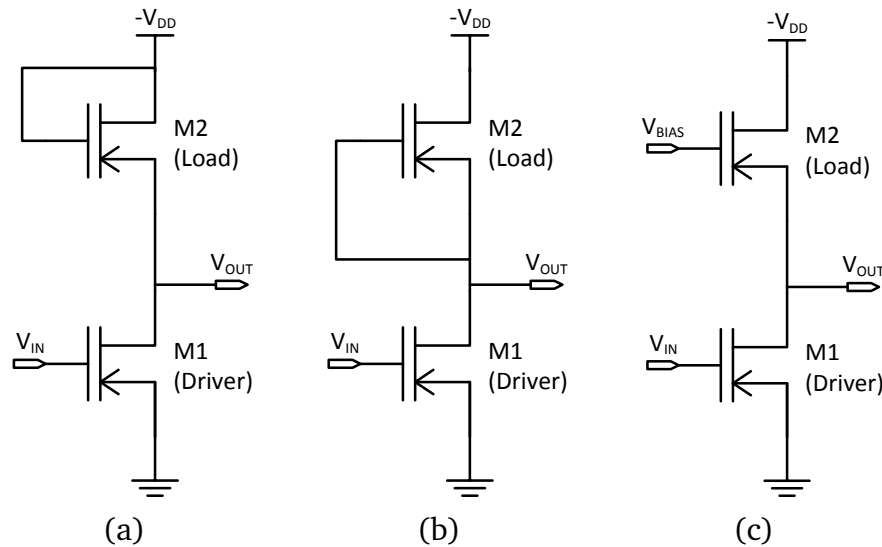 -V_DD
M2
(Load)
V_OUT
V_IN
M1
(Driver)
(a)
-V_DD
M2
(Load)
V_OUT
V_IN
M1
(Driver)
(b)
-V_DD
V_BIAS
M2
(Load)
V_OUT
V_IN
M1
(Driver)
(c)